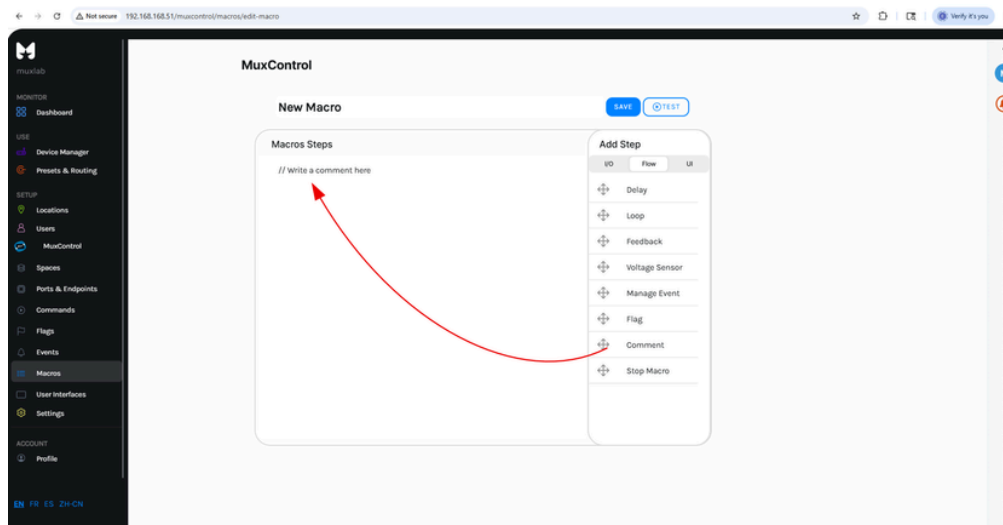 Not secure
192.168.168.51/muxcontrol/macros/edit-macro
Verify it's you
muxlab
MONITOR
Dashboard
USE
Device Manager
Presets & Routing
SETUP
Locations
Users
MuxControl
Spaces
Ports & Endpoints
Commands
Flags
Events
Macros
User Interfaces
Settings
ACCOUNT
Profile
EN FR ES ZH-CN
MuxControl
New Macro
SAVE
TEST
Macros Steps
// Write a comment here
Add Step
I/O Flow UI
Delay
Loop
Feedback
Voltage Sensor
Manage Event
Flag
Comment
Stop Macro